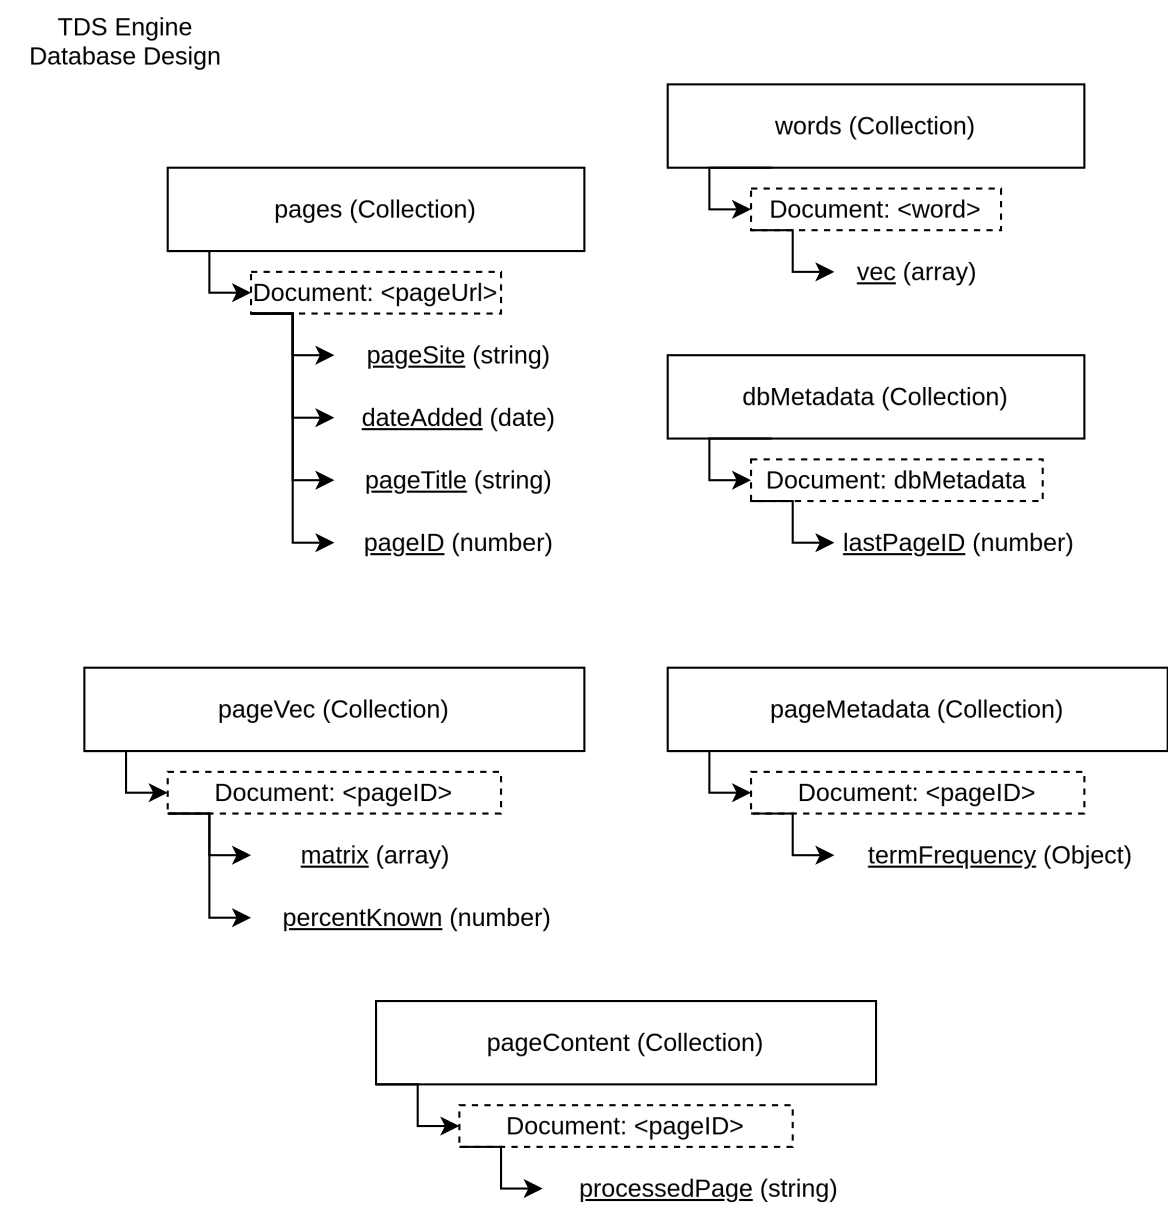 TDS Engine
Database Design
words (Collection)
Document: <word>
vec (array)
pages (Collection)
Document: <pageUrl>
pageSite (string)
dateAdded (date)
pageTitle (string)
pageID (number)
dbMetadata (Collection)
Document: dbMetadata
lastPageID (number)
pageVec (Collection)
Document: <pageID>
matrix (array)
percentKnown (number)
pageMetadata (Collection)
Document: <pageID>
termFrequency (Object)
pageContent (Collection)
Document: <pageID>
processedPage (string)